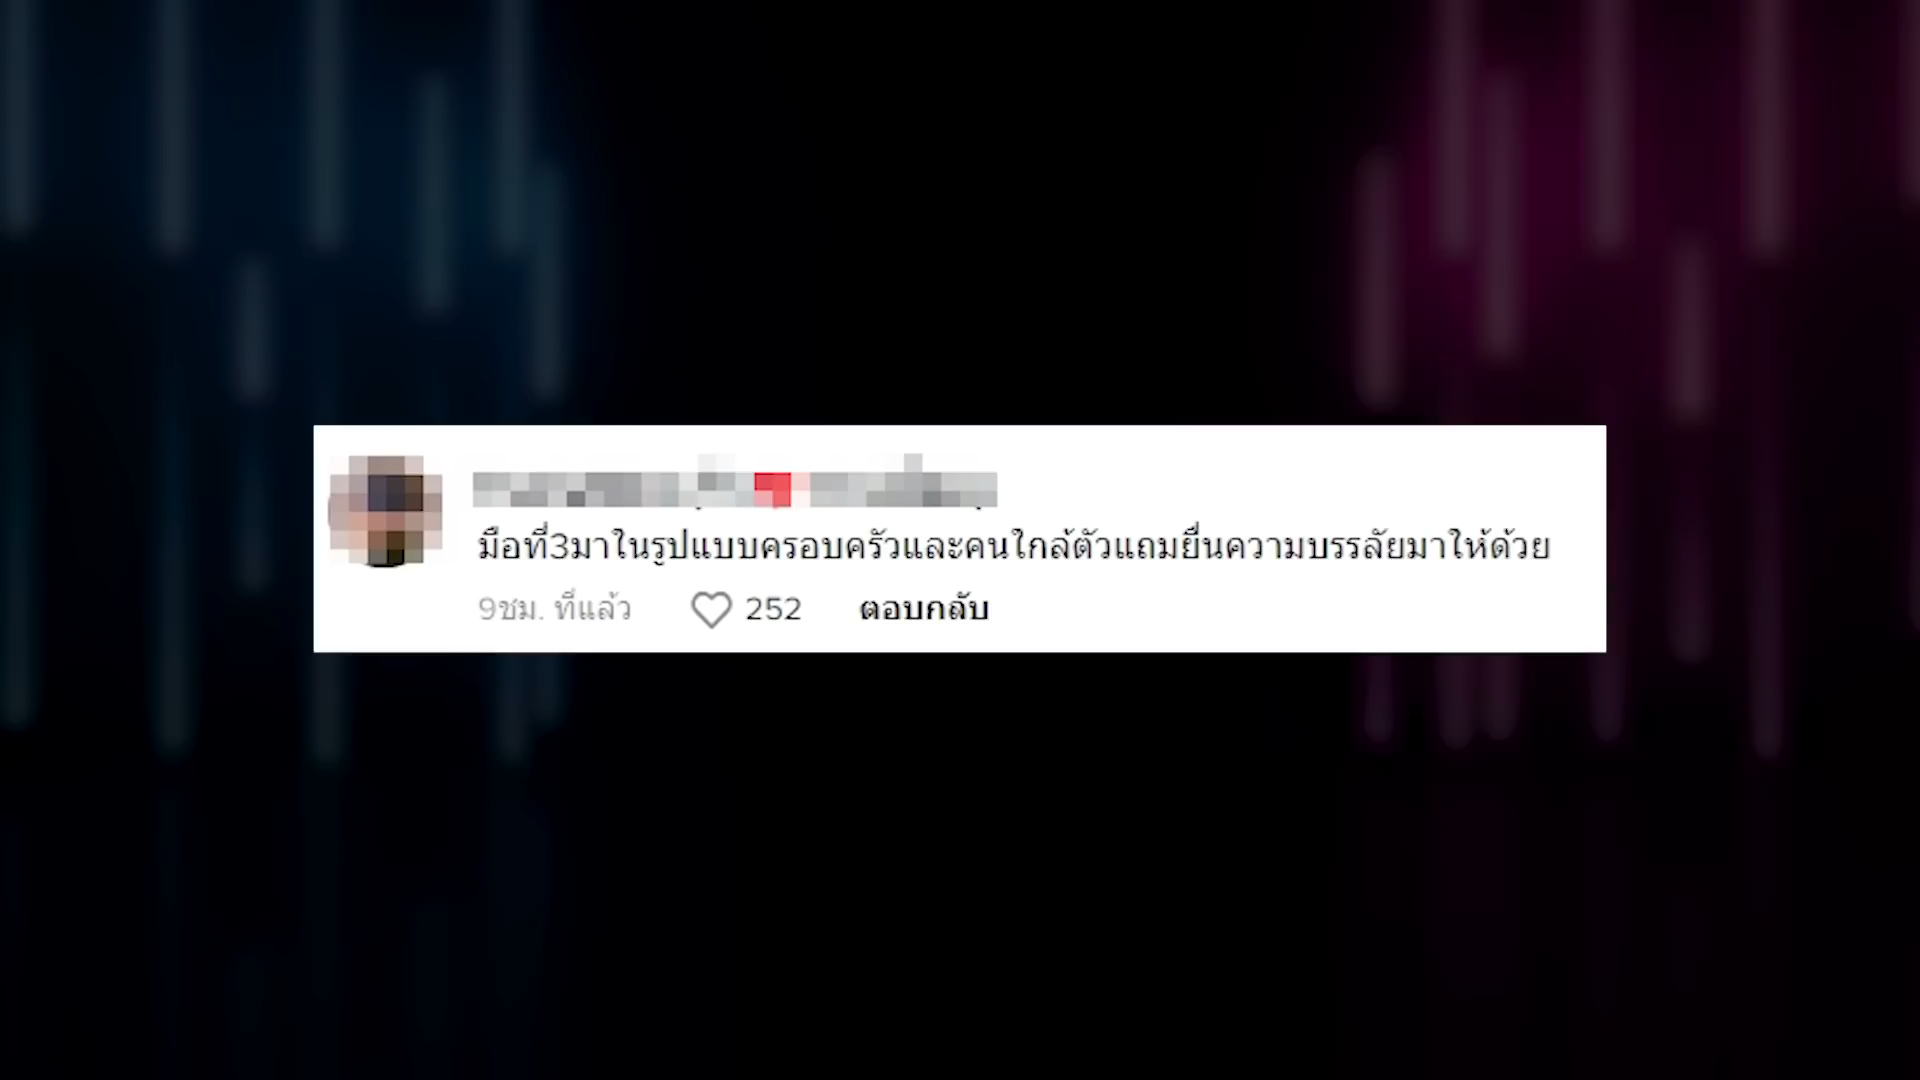 มือที่3มาในรูปแบบครอบครัวและคนใกล้ตัวแถมยื่นความบรรลัยมาให้ด้วย
9ชม. ที่แล้ว 252 ตอบกลับ